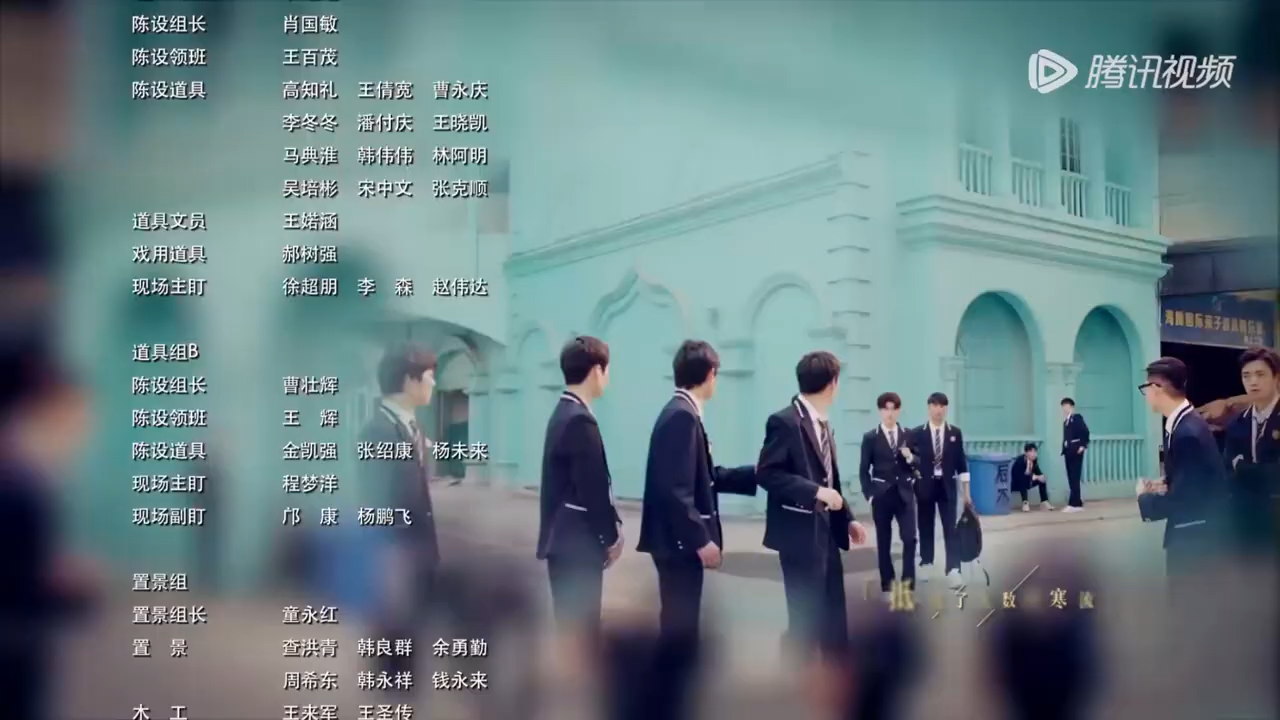 陈设组长 肖国敏
陈设领班 王百茂
陈设道具 高知礼 王倩宽 曹永庆
李冬冬 潘付庆 王晓凯
马典淮 韩伟伟 林阿明
吴培彬 宋中文 张克顺
道具文员 王婼涵
戏用道具 郝树强
现场主盯 徐超朋 李 森 赵伟达
道具组B
陈设组长 曹壮辉
陈设领班 王 辉
陈设道具 金凯强 张绍康 杨未来
现场主盯 程梦洋
现场副盯 邝 康 杨鹏飞
置景组
置景组长 童永红
置 景 查洪青 韩良群 余勇勤
周希东 韩永祥 钱永来
木 工 王来军 王圣传
腾讯视频
抵 了 数 寒流